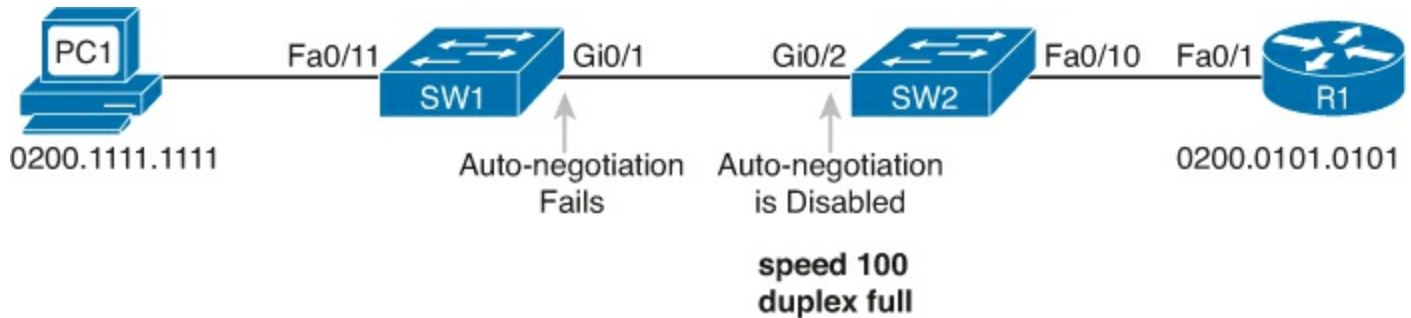 PC1
Fa0/11
SW1
Gi0/1
Gi0/2
SW2
Fa0/10
Fa0/1
R1
0200.1111.1111
Auto-negotiation
Fails
Auto-negotiation
is Disabled
0200.0101.0101
speed 100
duplex full